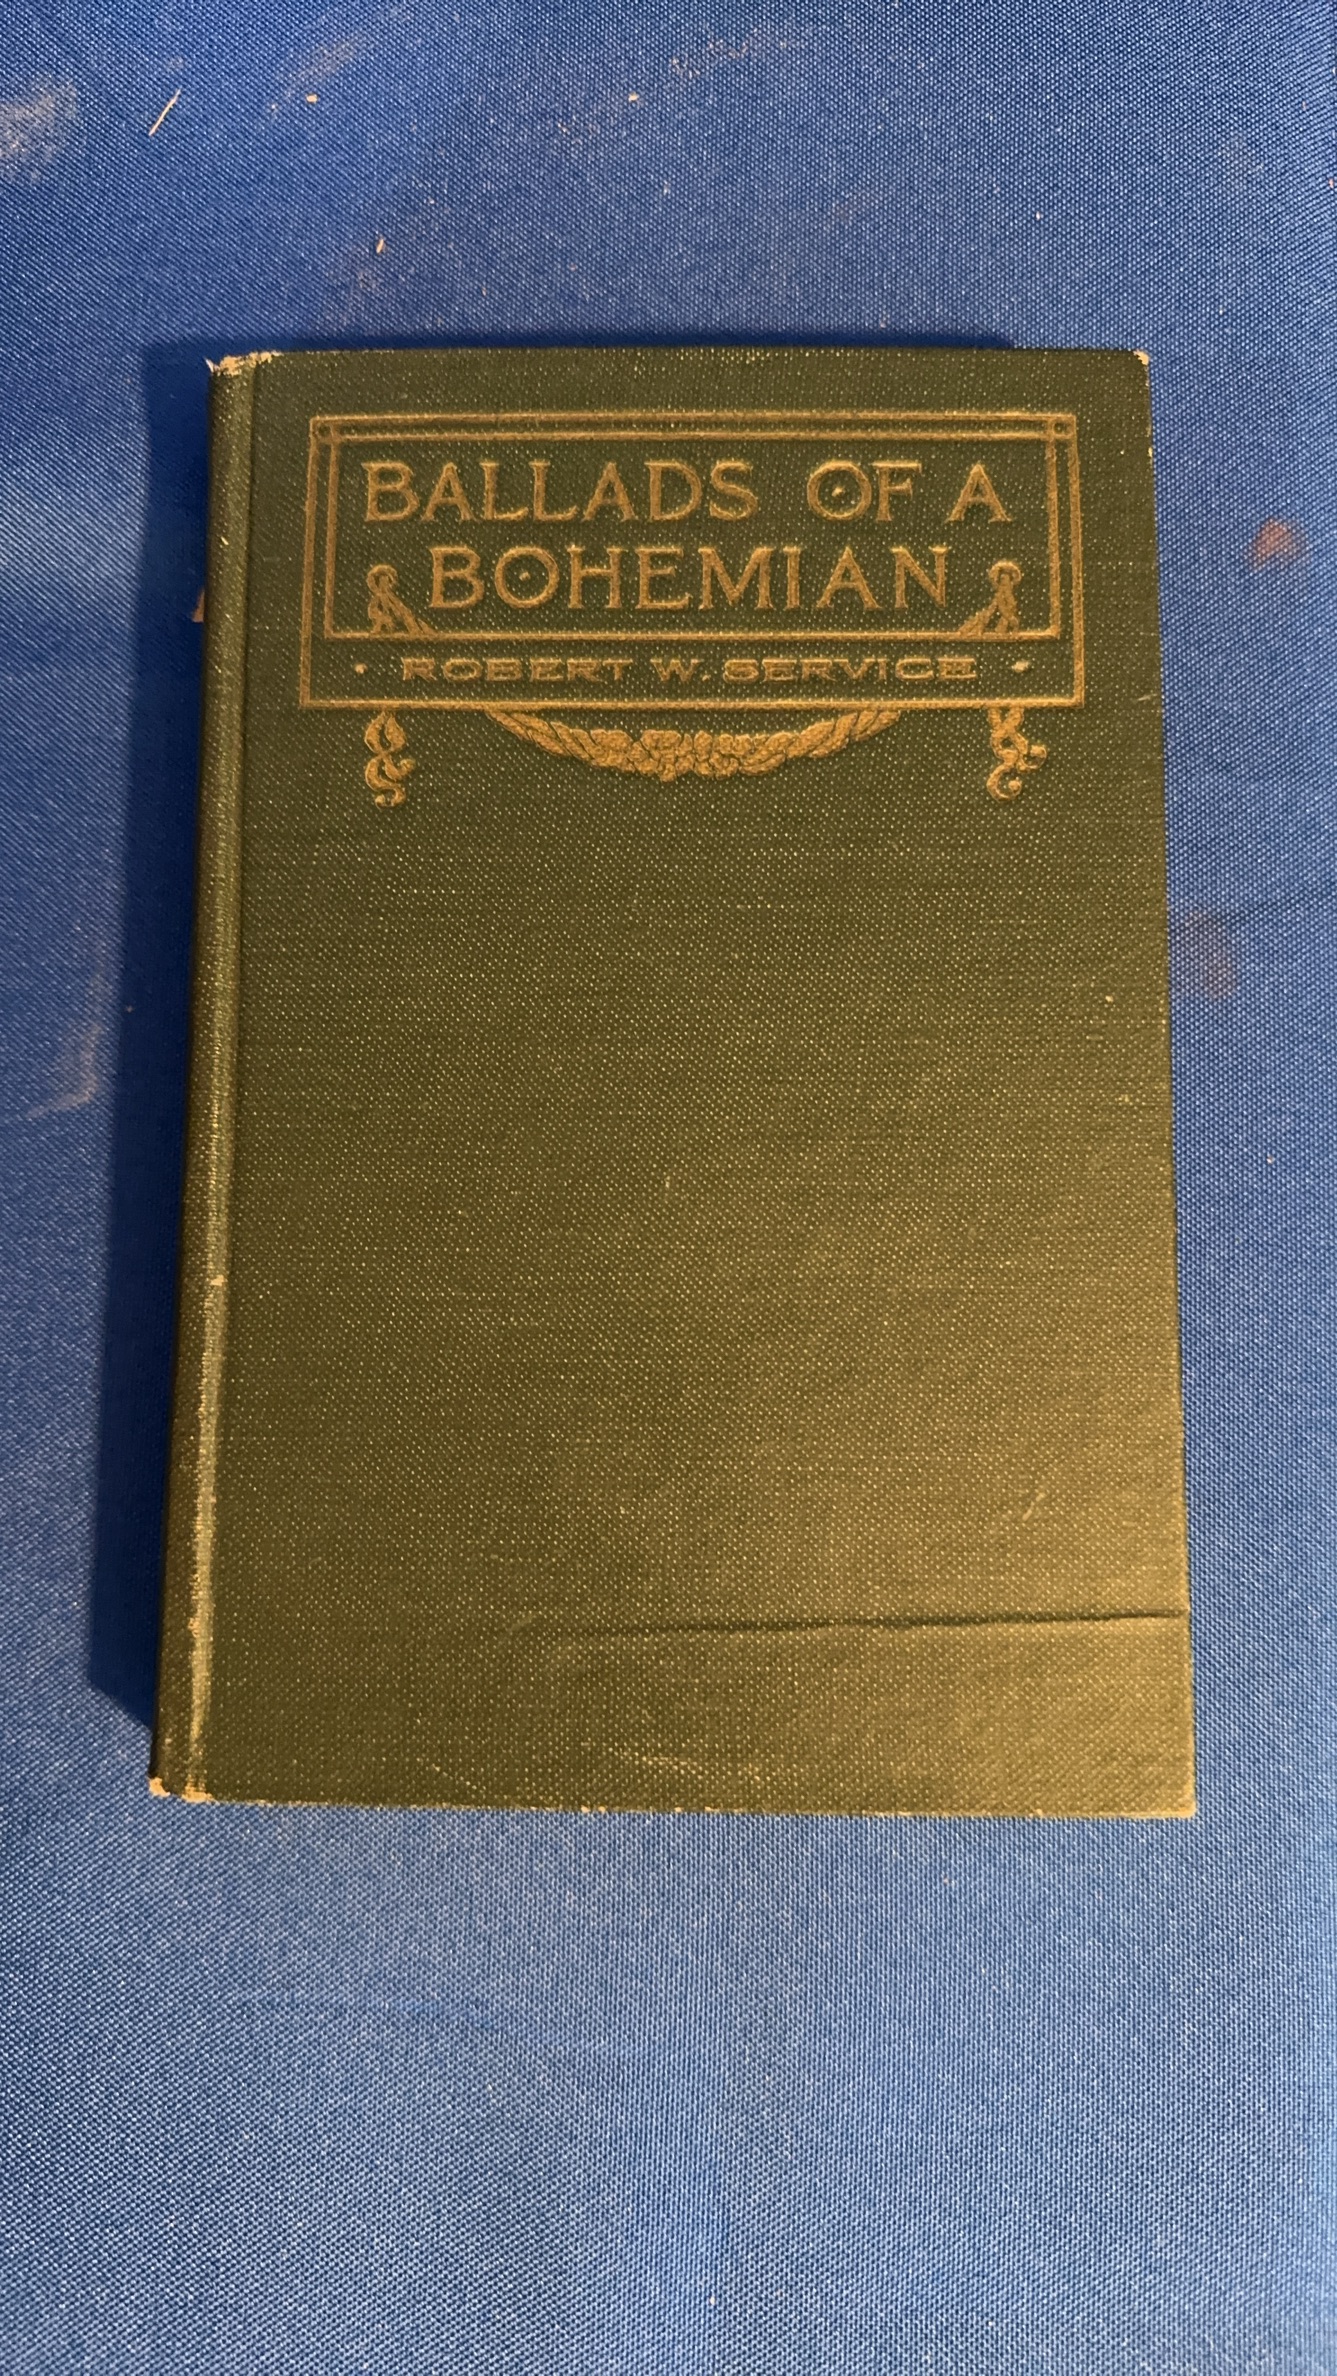 BALLADS OF A
BOHEMIAN
ROBERT W. SERVICE